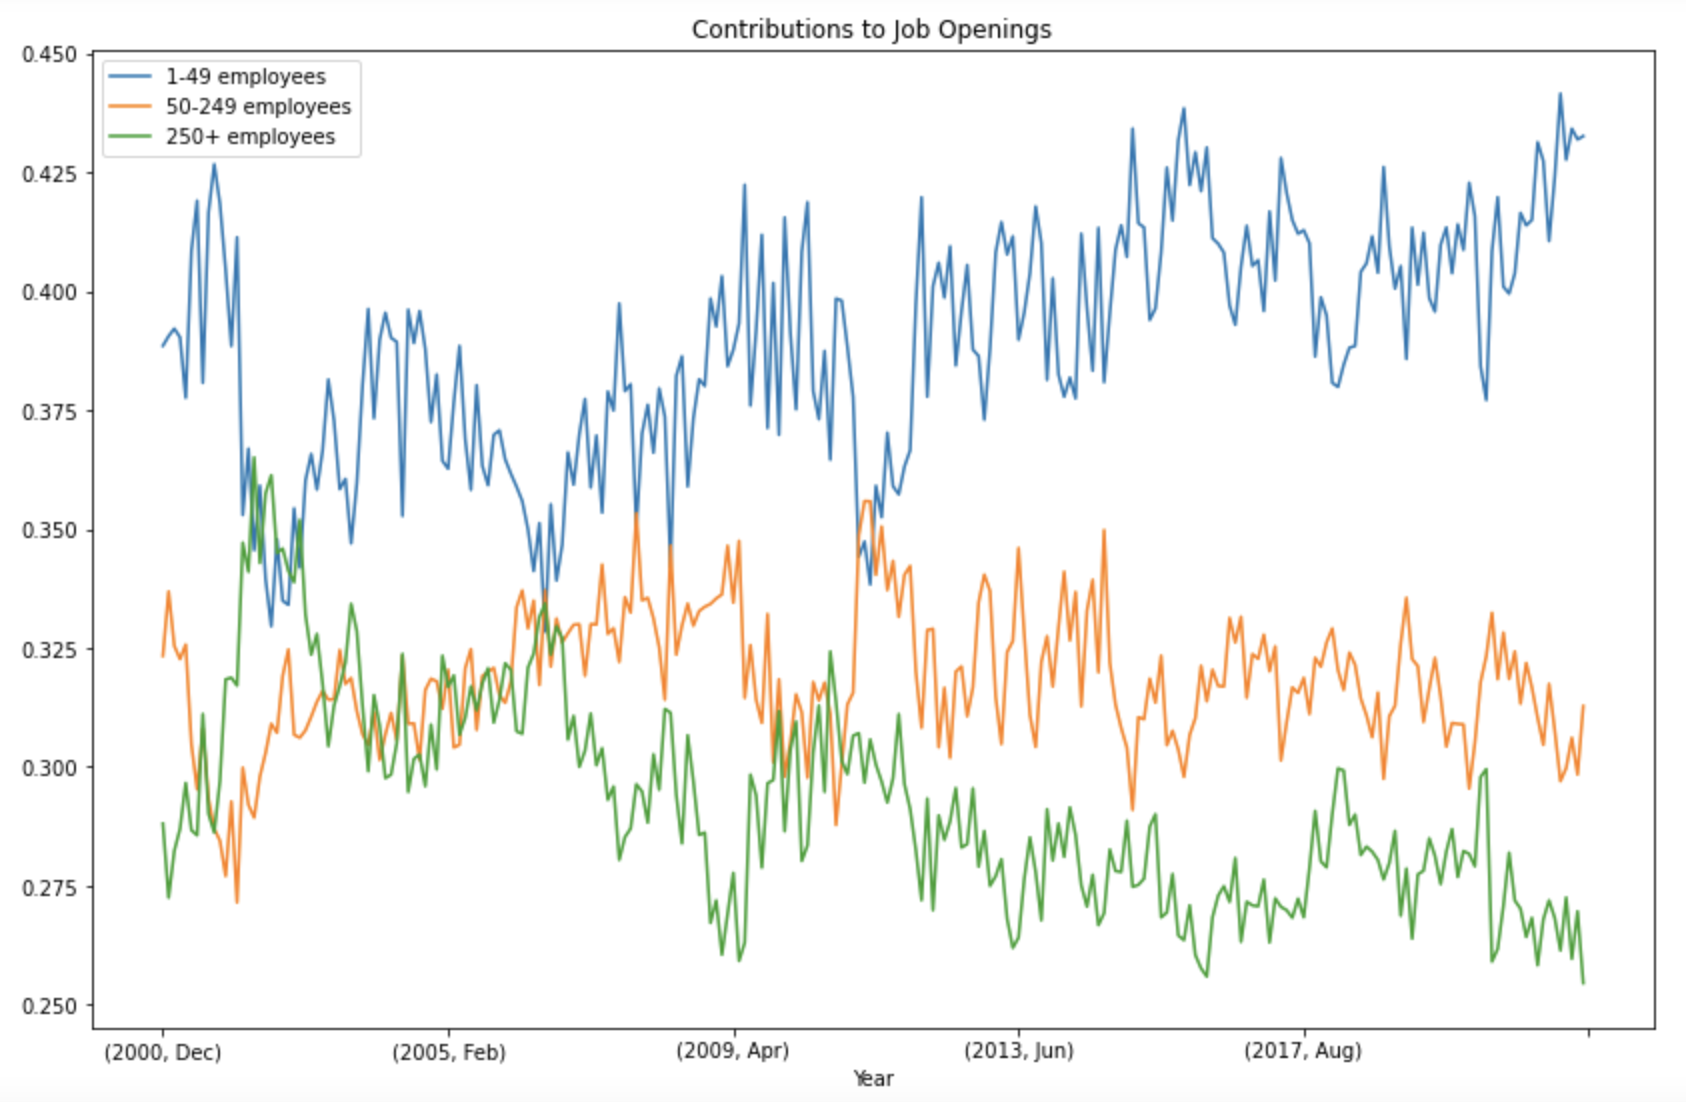 Contributions to Job Openings
0.450
1-49 employees
50-249 employees
250+ employees
0.425
0.400
0.375
0.350
0.325
0.300
0.275
0.250
(2000, Dec) (2005, Feb) (2009, Apr) (2013, Jun) (2017, Aug)
Year